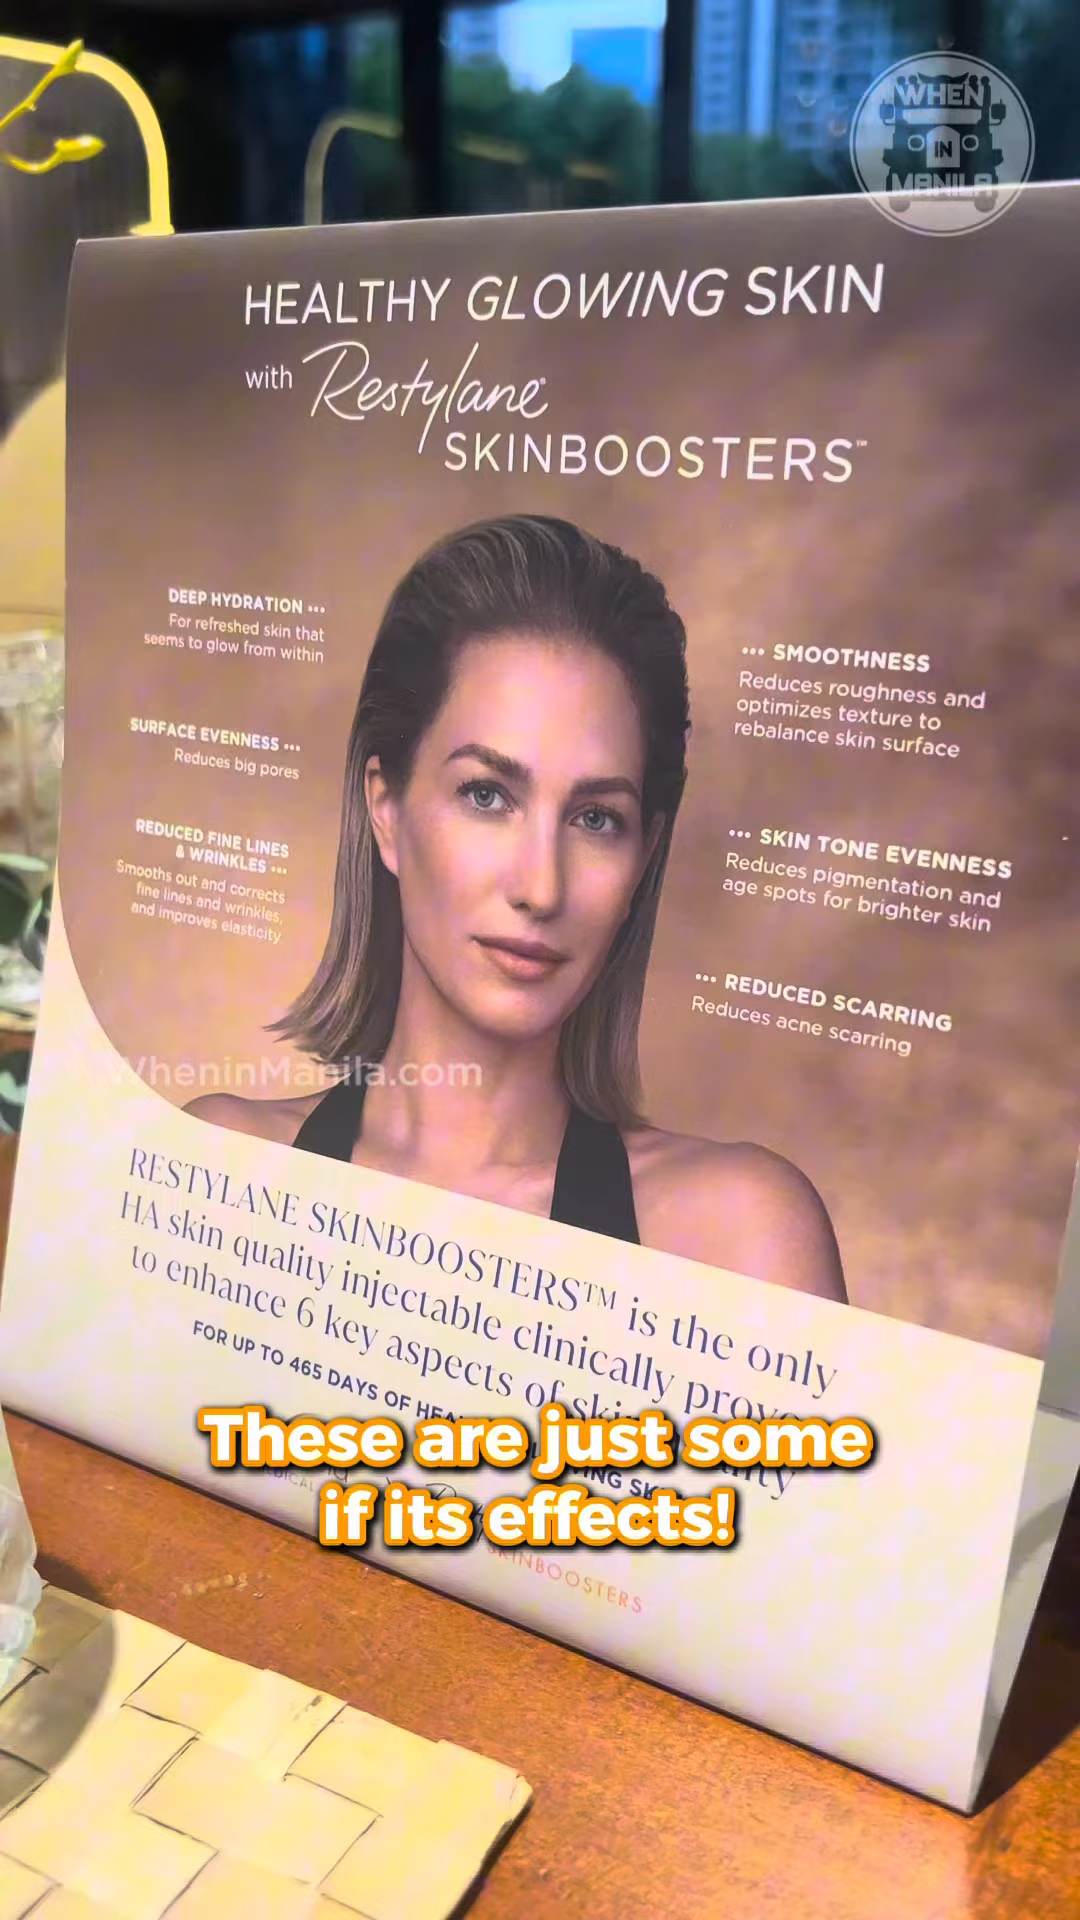 WHEN
IN
MANILA
HEALTHY GLOWING SKIN
with Restylane
SKINBOOSTERS™
DEEP HYDRATION •••
For refreshed skin that
seems to glow from within
SURFACE EVENNESS •••
Reduces big pores
REDUCED FINE LINES
& WRINKLES •••
Smooths out and corrects
fine lines and wrinkles,
and improves elasticity
••• SMOOTHNESS
Reduces roughness and
optimizes texture to
rebalance skin surface
••• SKIN TONE EVENNESS
Reduces pigmentation and
age spots for brighter skin
••• REDUCED SCARRING
Reduces acne scarring
WheninManila.com
RESTYLANE SKINBOOSTERS™ is the only
HA skin quality injectable clinically
to enhance 6 key aspects of
FOR UP TO 465 DAYS OF
These are just some
if its effects!
SKINBOOSTERS